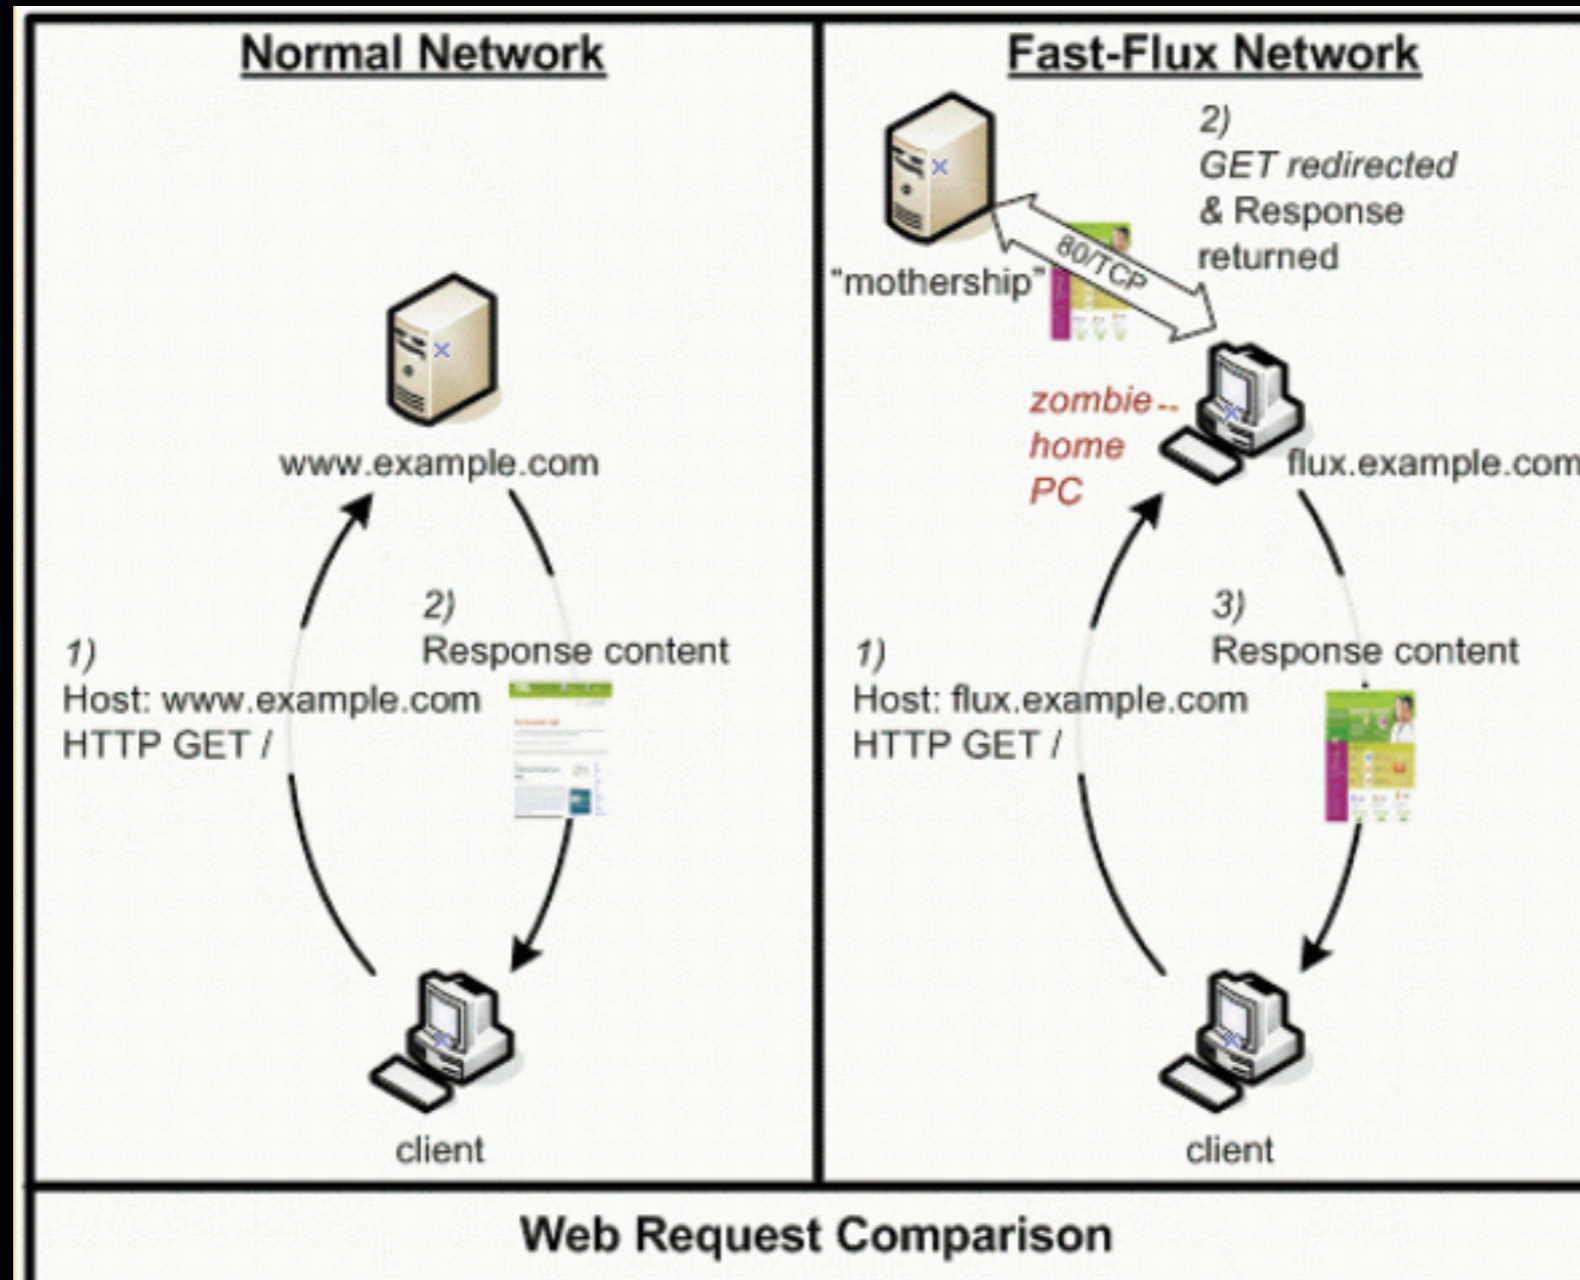 Normal Network
www.example.com
1)
Host: www.example.com
HTTP GET /
2)
Response content
client
Fast-Flux Network
2)
GET redirected
& Response
returned
"mothership"
80/TCP
zombie--
home
PC
flux.example.com
1)
Host: flux.example.com
HTTP GET /
3)
Response content
client
Web Request Comparison